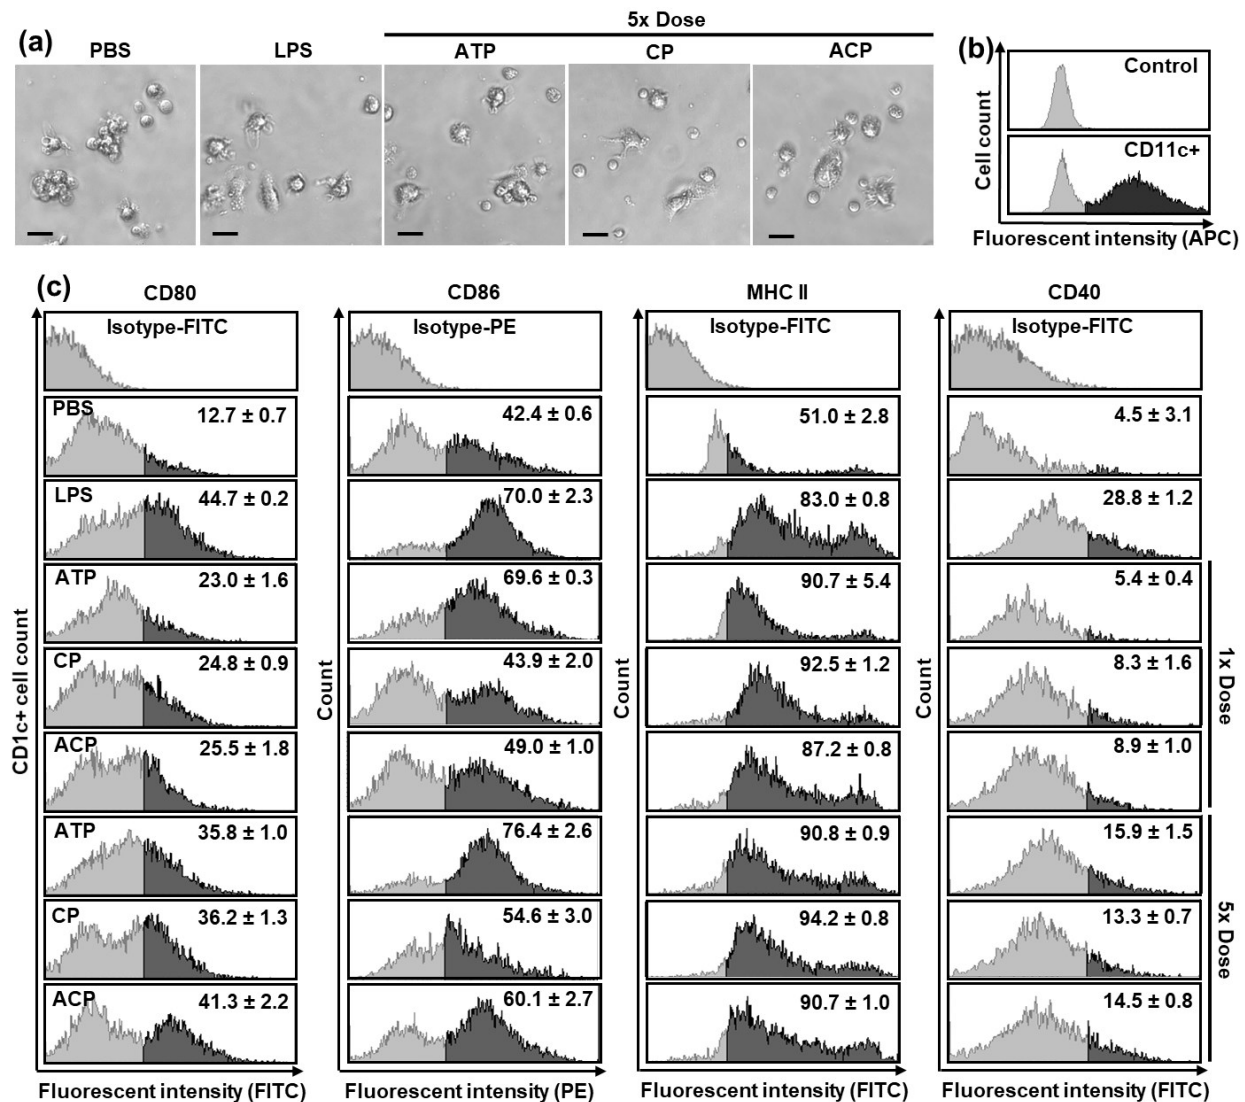 5x Dose
(a)
PBS
LPS
ATP
CP
ACP
(b)
Control
CD11c+
Cell count
Fluorescent intensity (APC)
(c)
CD80
CD86
MHC II
CD40
Isotype-FITC
Isotype-PE
Isotype-FITC
Isotype-FITC
PBS
12.7 ± 0.7
42.4 ± 0.6
51.0 ± 2.8
4.5 ± 3.1
LPS
44.7 ± 0.2
70.0 ± 2.3
83.0 ± 0.8
28.8 ± 1.2
ATP
23.0 ± 1.6
69.6 ± 0.3
90.7 ± 5.4
5.4 ± 0.4
CP
24.8 ± 0.9
43.9 ± 2.0
92.5 ± 1.2
8.3 ± 1.6
ACP
25.5 ± 1.8
49.0 ± 1.0
87.2 ± 0.8
8.9 ± 1.0
1x Dose
ATP
35.8 ± 1.0
76.4 ± 2.6
90.8 ± 0.9
15.9 ± 1.5
CP
36.2 ± 1.3
54.6 ± 3.0
94.2 ± 0.8
13.3 ± 0.7
ACP
41.3 ± 2.2
60.1 ± 2.7
90.7 ± 1.0
14.5 ± 0.8
5x Dose
CD1c+ cell count
Count
Count
Count
Fluorescent intensity (FITC)
Fluorescent intensity (PE)
Fluorescent intensity (FITC)
Fluorescent intensity (FITC)